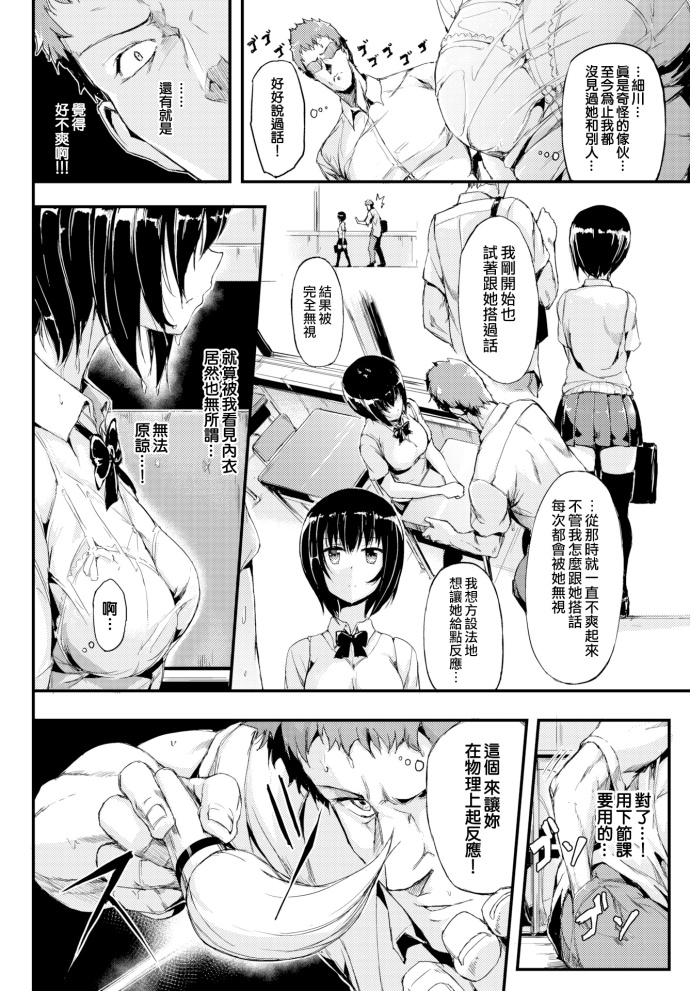 …細川…
真是奇怪的傢伙
至今為止我都
沒見過她和別人…
好好說過話！
ゴゴゴ
ゴゴゴ
……
還有就是
覺得
好不爽啊!!!
我剛開始也
試著跟她搭過話
結果被
完全無視
…從那時就一直不爽起來
不管我怎麼跟她搭話
每次都會被她無視
我想方設法地
想讓她給點反應…
就算被我看見內衣
居然也無所謂…
無法
原諒…！
啊…
對了…！
用下節課
要用的…
ゴソ
ゴソ
這個 來讓妳
在物理上起反應！